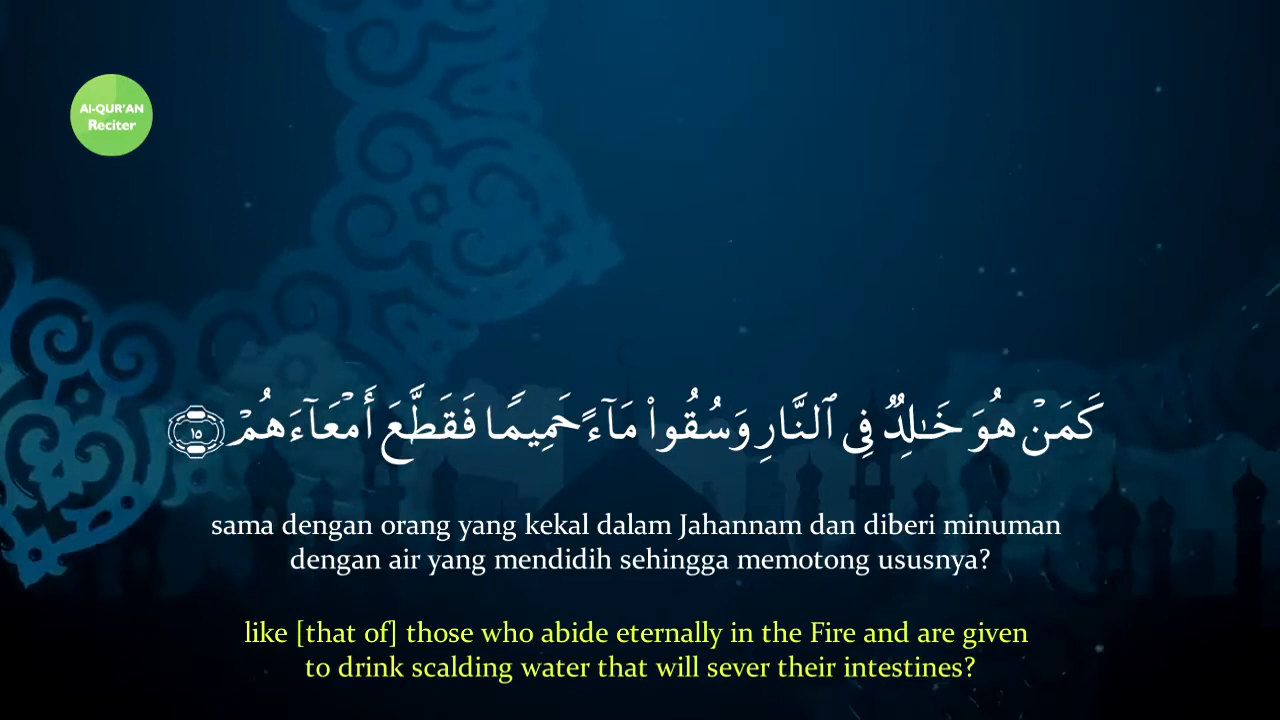 Al-QUR'AN
Reciter
كَمَنْ هُوَ خَٰلِدٌ فِى ٱلنَّارِ وَسُقُوا۟ مَآءً حَمِيمًا فَقَطَّعَ أَمْعَآءَهُمْ ١٥
sama dengan orang yang kekal dalam Jahannam dan diberi minuman
dengan air yang mendidih sehingga memotong ususnya?
like [that of] those who abide eternally in the Fire and are given
to drink scalding water that will sever their intestines?